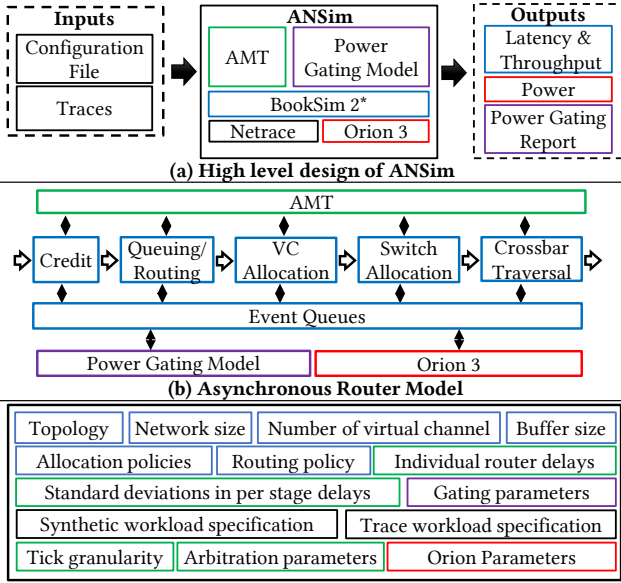 Inputs
Configuration
File
Traces
ANSim
AMT
Power
Gating Model
BookSim 2*
Netrace
Orion 3
Outputs
Latency &
Throughput
Power
Power Gating
Report
(a) High level design of ANSim
AMT
Credit
Queuing/
Routing
VC
Allocation
Switch
Allocation
Crossbar
Traversal
Event Queues
Power Gating Model
Orion 3
(b) Asynchronous Router Model
Topology
Network size
Number of virtual channel
Buffer size
Allocation policies
Routing policy
Individual router delays
Standard deviations in per stage delays
Gating parameters
Synthetic workload specification
Trace workload specification
Tick granularity
Arbitration parameters
Orion Parameters